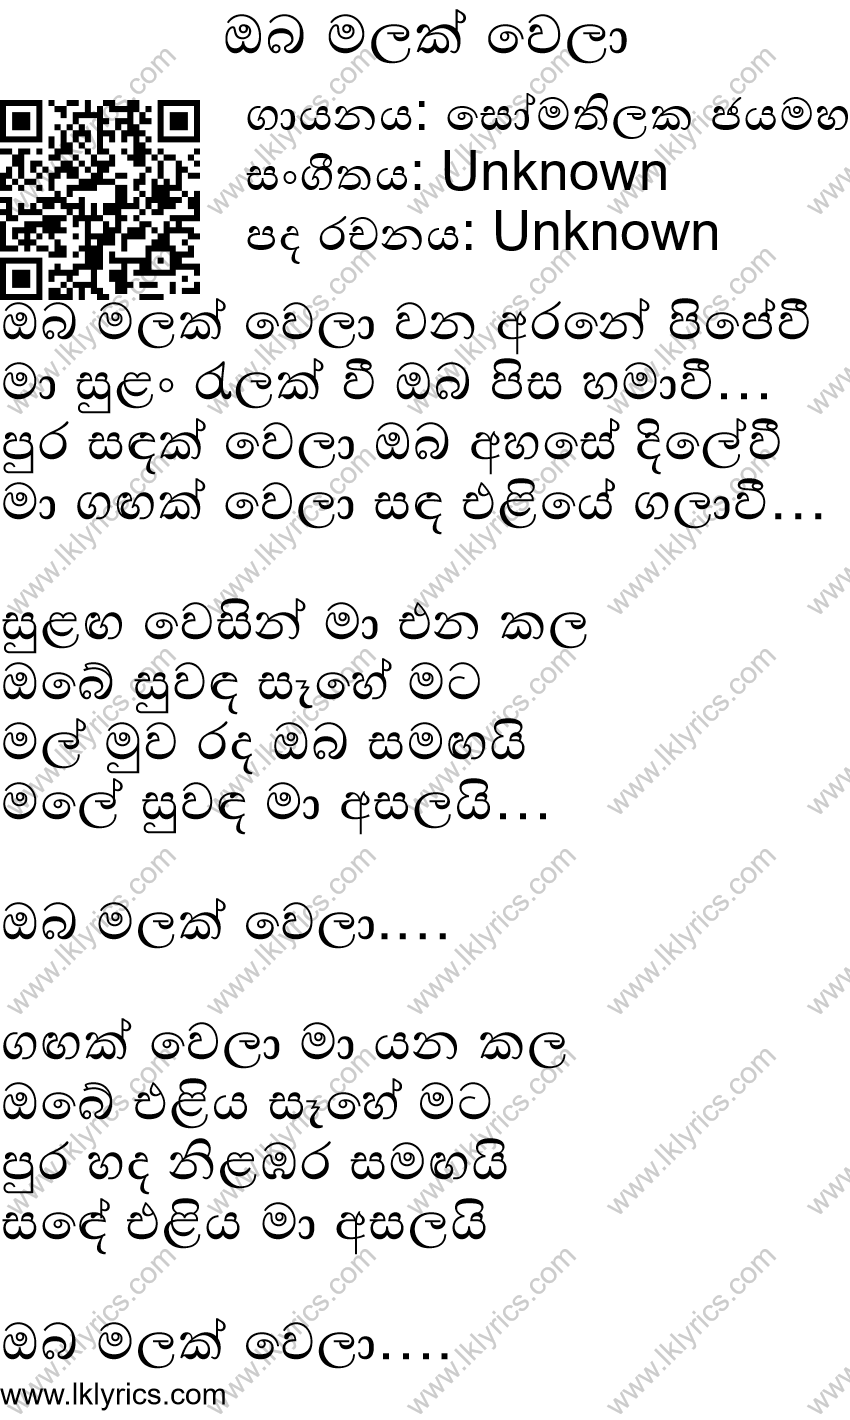 ඔබ මලක් වෙලා
ගායනය: සෝමතිලක ජයමහ
සංගීතය: Unknown
පද රචනය: Unknown
ඔබ මලක් වෙලා වන අරනේ පිපේවී
මා සුළං රැලක් වී ඔබ පිස හමාවී...
පුර සඳක් වෙලා ඔබ අහසේ දිලේවී
මා ගඟක් වෙලා සඳ එළියේ ගලාවී...
සුළඟ වෙසින් මා එන කල
ඔබේ සුවඳ සෑහේ මට
මල් මුව රද ඔබ සමඟයි
මලේ සුවඳ මා අසලයි...
ඔබ මලක් වෙලා....
ගඟක් වෙලා මා යන කල
ඔබේ එළිය සෑහේ මට
පුර හද නිළඹර සමඟයි
සඳේ එළිය මා අසලයි
ඔබ මලක් වෙලා....
www.lklyrics.com